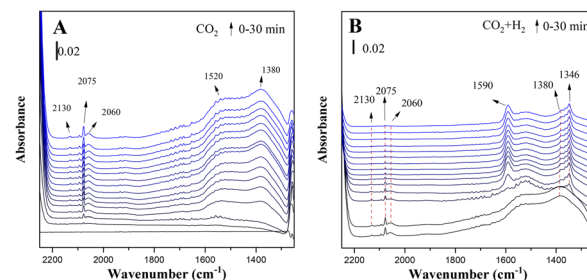 A
CO₂ ↑ 0-30 min
0.02
2075
2130
2060
1520
1380
Absorbance
2200
2000
1800
1600
1400
Wavenumber (cm⁻¹)
B
CO₂+H₂ ↑ 0-30 min
0.02
2075
2130
2060
1590
1380
1346
Absorbance
2200
2000
1800
1600
1400
Wavenumber (cm⁻¹)